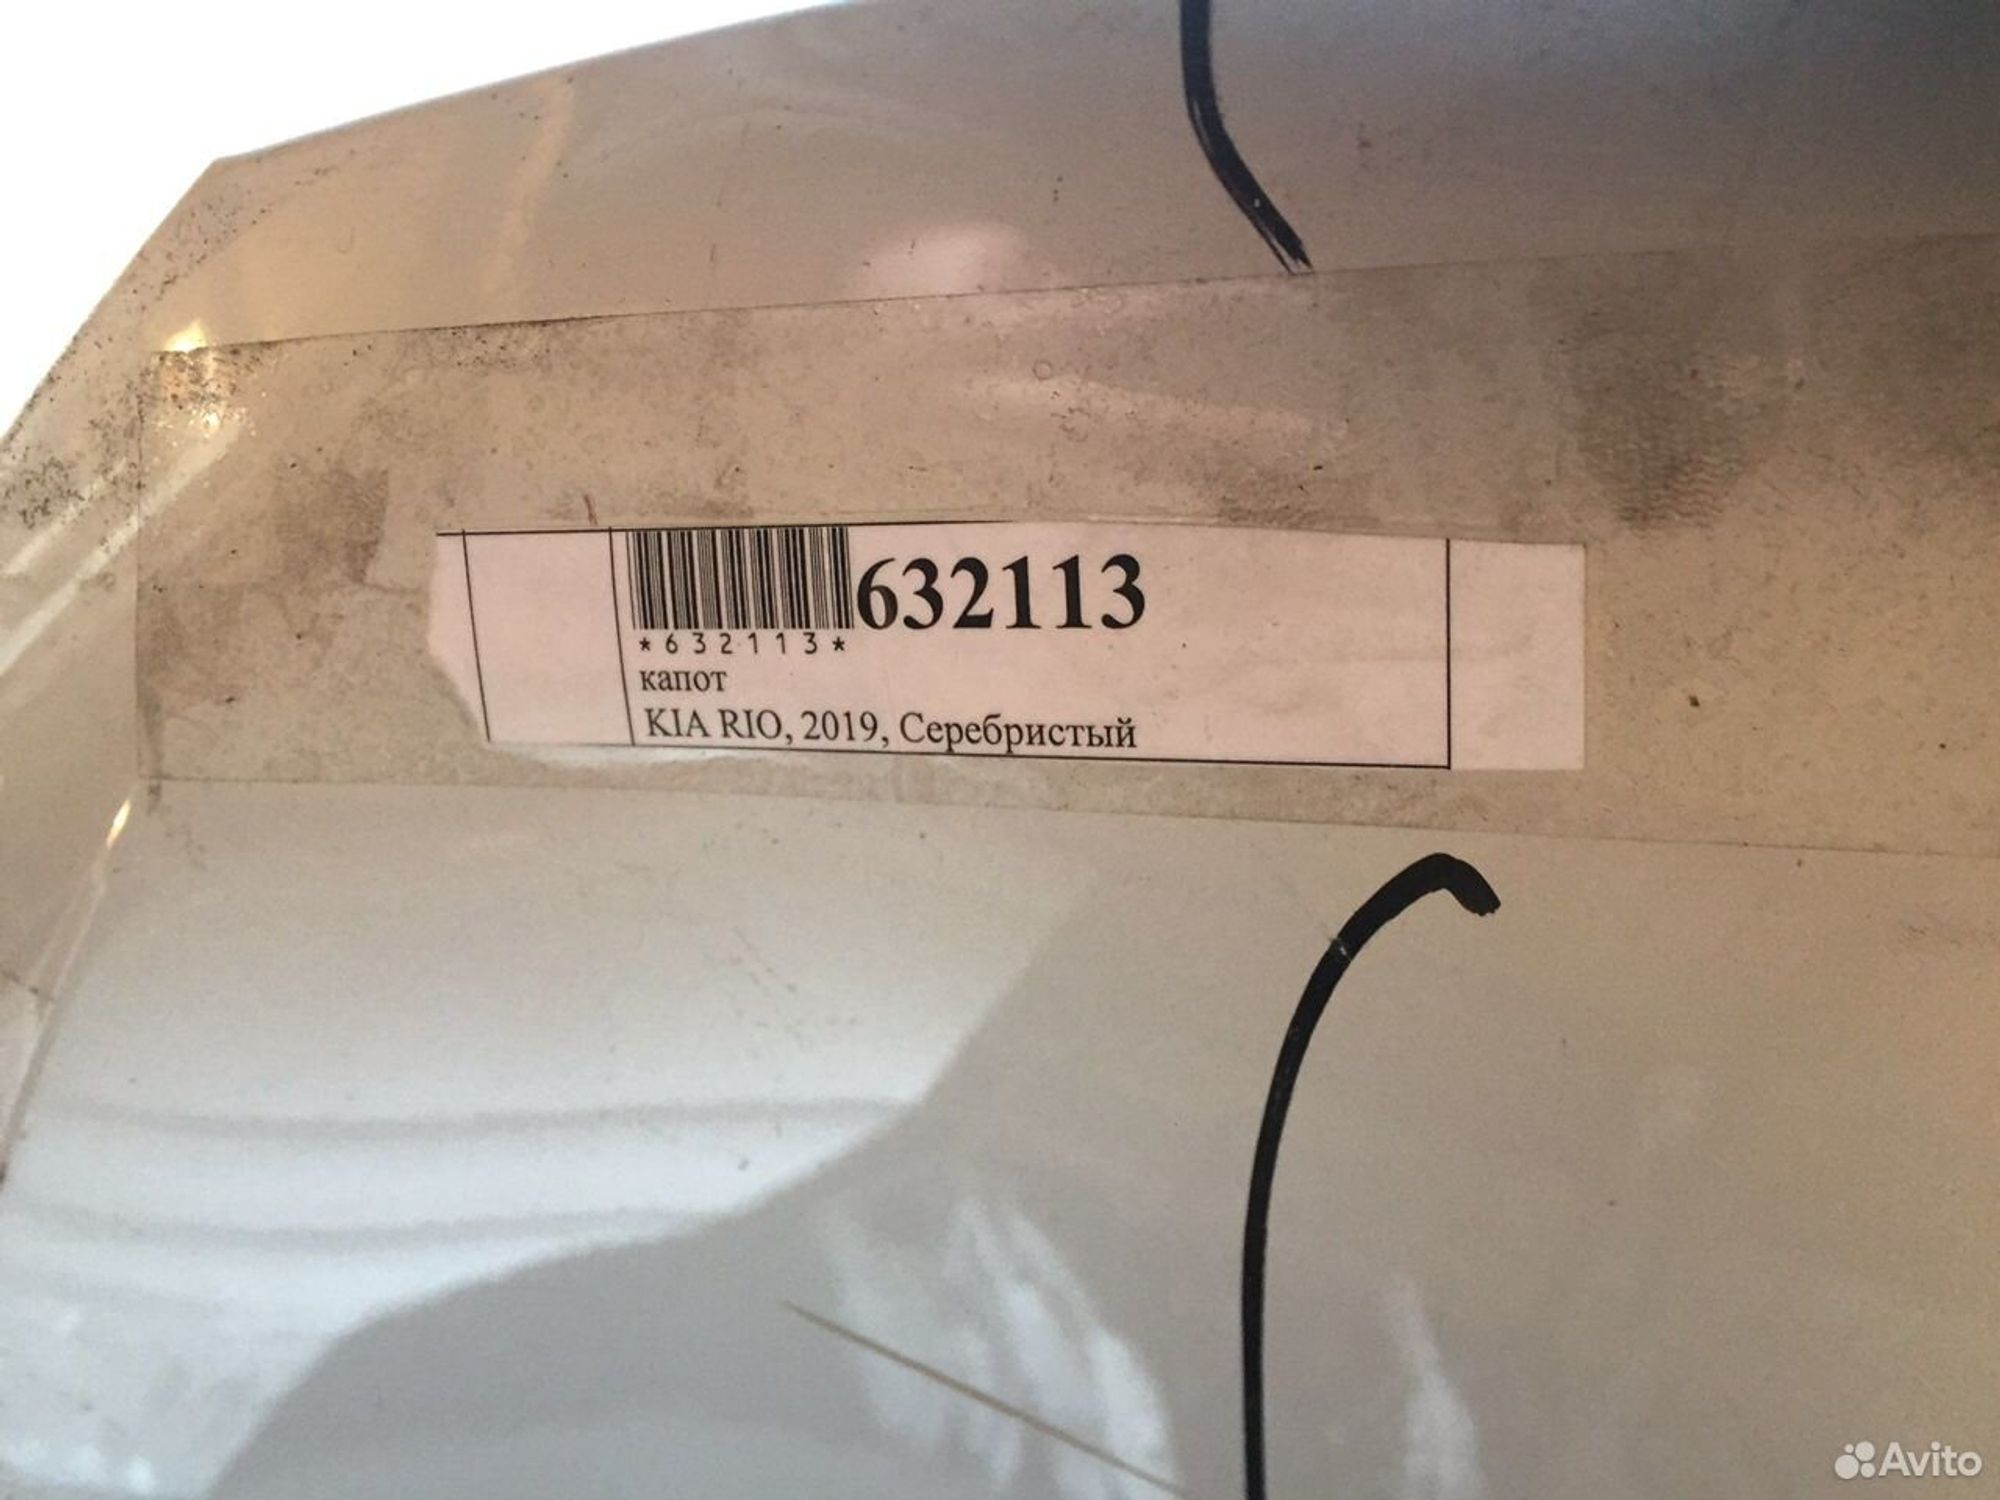 632113
*632113*
капот
KIA RIO, 2019, Серебристый
Avito